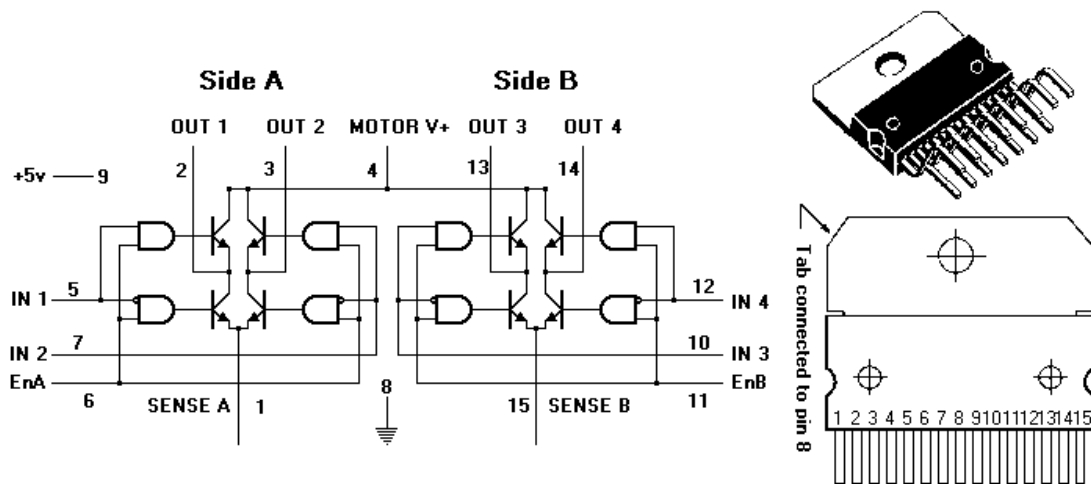 Side A
Side B
OUT 1
OUT 2
MOTOR V+
OUT 3
OUT 4
+5v
9
2
3
4
13
14
IN 1
5
12
IN 4
IN 2
7
10
IN 3
EnA
6
8
EnB
11
SENSE A
1
15
SENSE B
Tab connected to pin 8
1 2 3 4 5 6 7 8 9 10 11 12 13 14 15